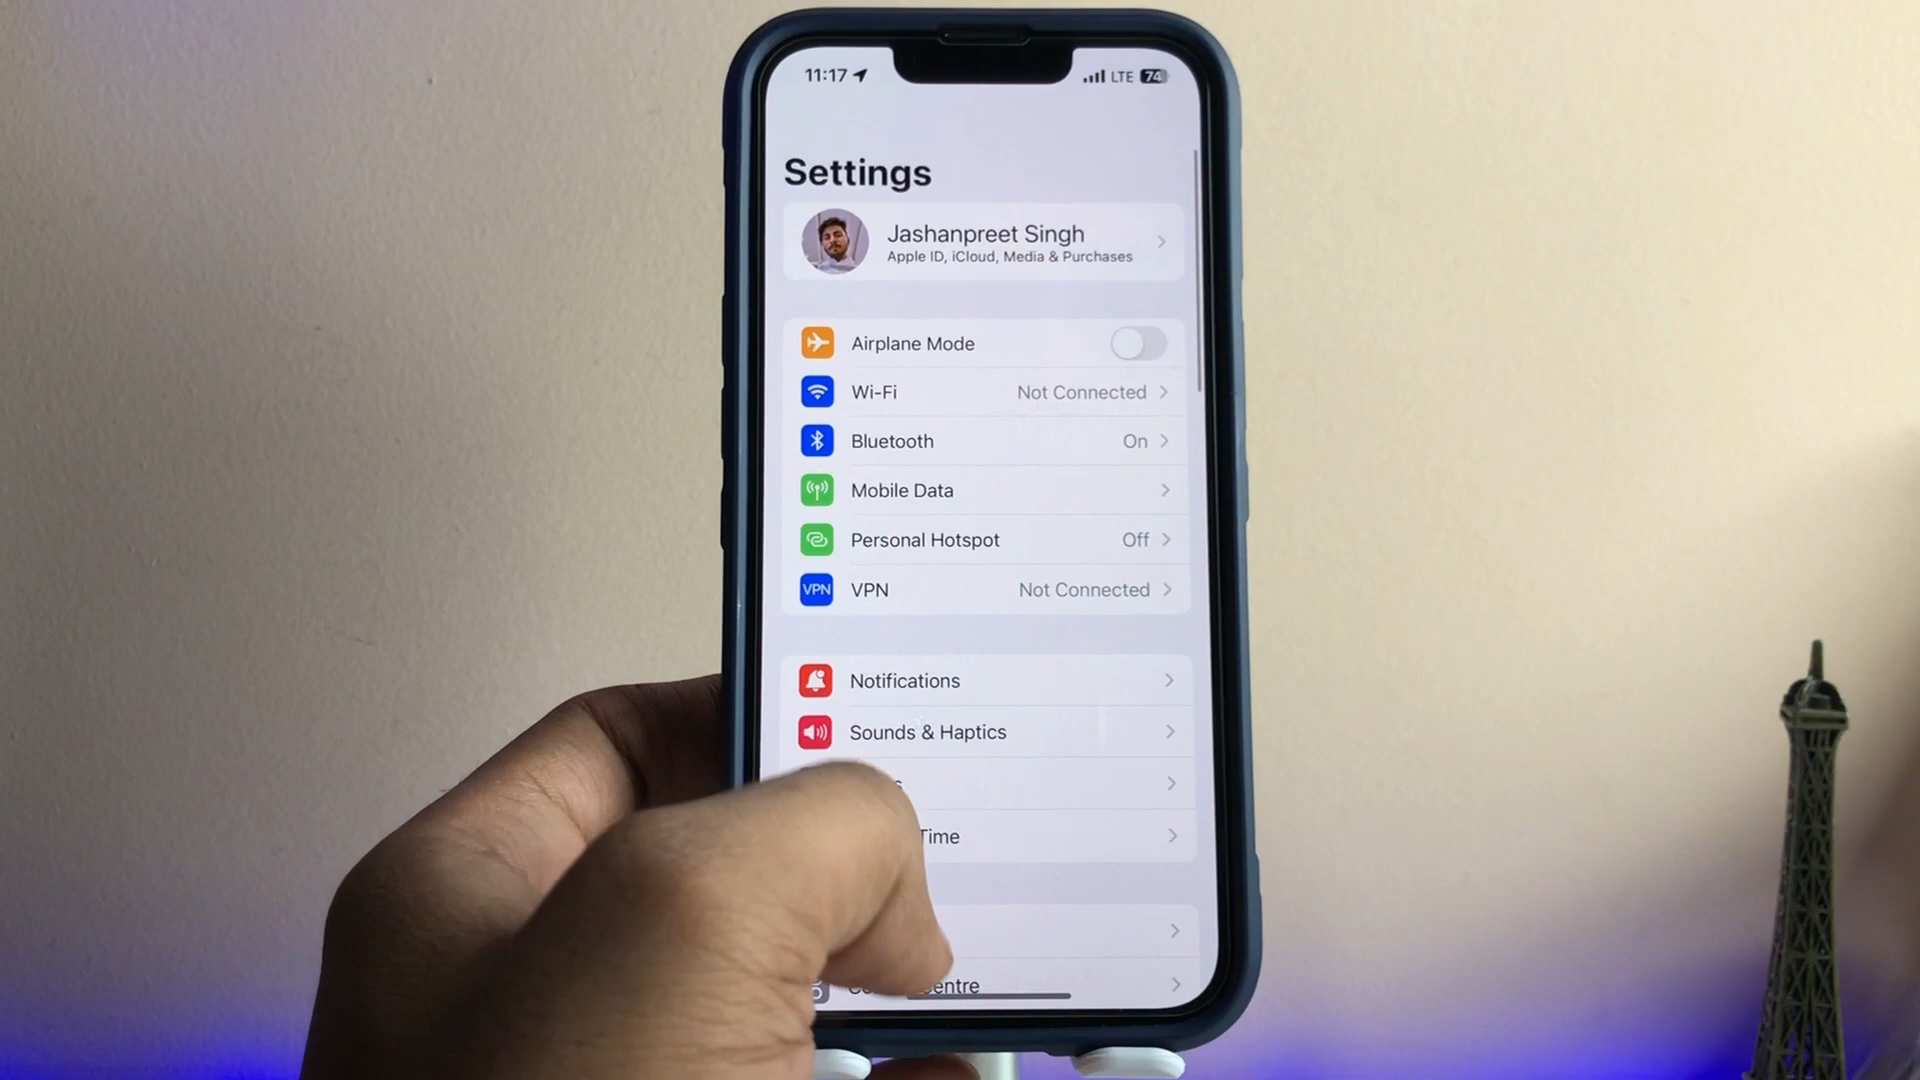 11:17
LTE 74
Settings
Jashanpreet Singh
Apple ID, iCloud, Media & Purchases
Airplane Mode
Wi-Fi Not Connected
Bluetooth On
Mobile Data
Personal Hotspot Off
VPN VPN Not Connected
Notifications
Sounds & Haptics
Time